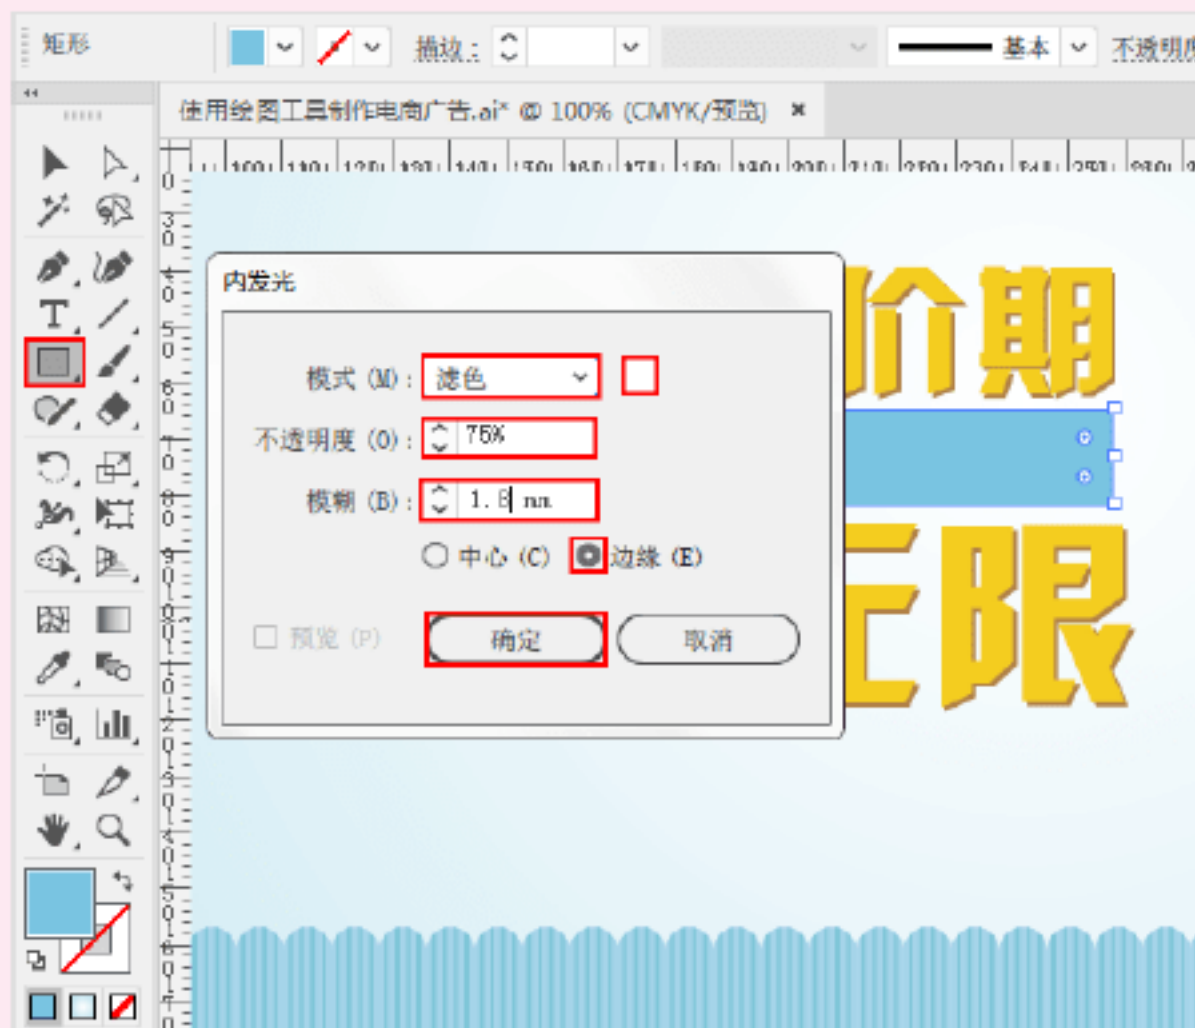 矩形
描边：
基本
不透明度
使用绘图工具制作电商广告.ai* @ 100% (CMYK/预览)
内发光
模式 (M)：
滤色
不透明度 (O)：
75%
模糊 (B)：
1.8 mm
中心 (C)
边缘 (E)
预览 (P)
确定
取消
价期
限